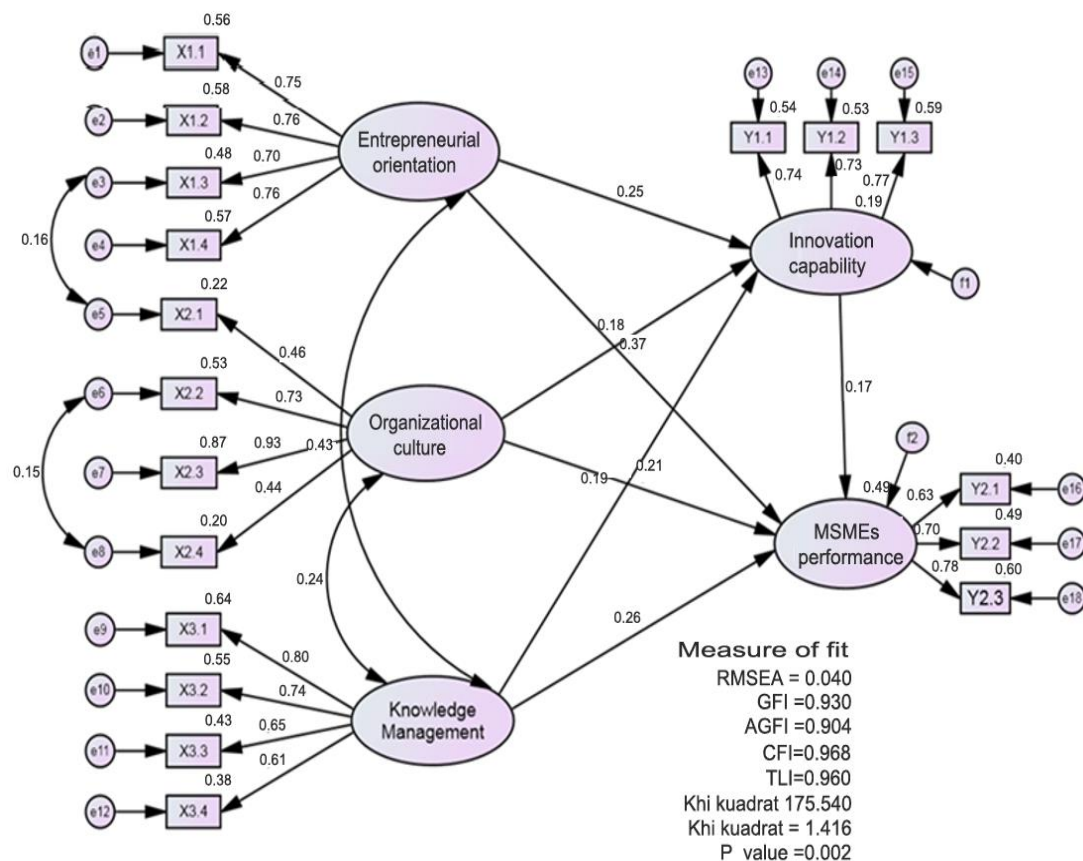 0.56
e1
X1.1
0.75
0.58
e2
X1.2
0.76
0.48
e3
X1.3
0.70
0.57
0.76
e4
X1.4
0.16
0.22
e5
X2.1
0.46
0.53
e6
X2.2
0.73
0.87
e7
X2.3
0.93
0.43
0.15
0.20
0.44
e8
X2.4
0.24
0.64
e9
X3.1
0.80
0.55
e10
X3.2
0.74
0.43
e11
X3.3
0.65
0.38
0.61
e12
X3.4
Entrepreneurial
orientation
Organizational
culture
Knowledge
Management
0.25
0.18
0.37
0.21
0.19
0.26
e13
e14
e15
0.54
0.53
0.59
Y1.1
Y1.2
Y1.3
0.74
0.73
0.77
0.19
Innovation
capability
f1
0.17
f2
0.49
MSMEs
performance
0.63
0.40
Y2.1
e16
0.70
0.49
Y2.2
e17
0.78
0.60
Y2.3
e18
Measure of fit
RMSEA = 0.040
GFI =0.930
AGFI =0.904
CFI=0.968
TLI=0.960
Khi kuadrat 175.540
Khi kuadrat = 1.416
P value =0.002